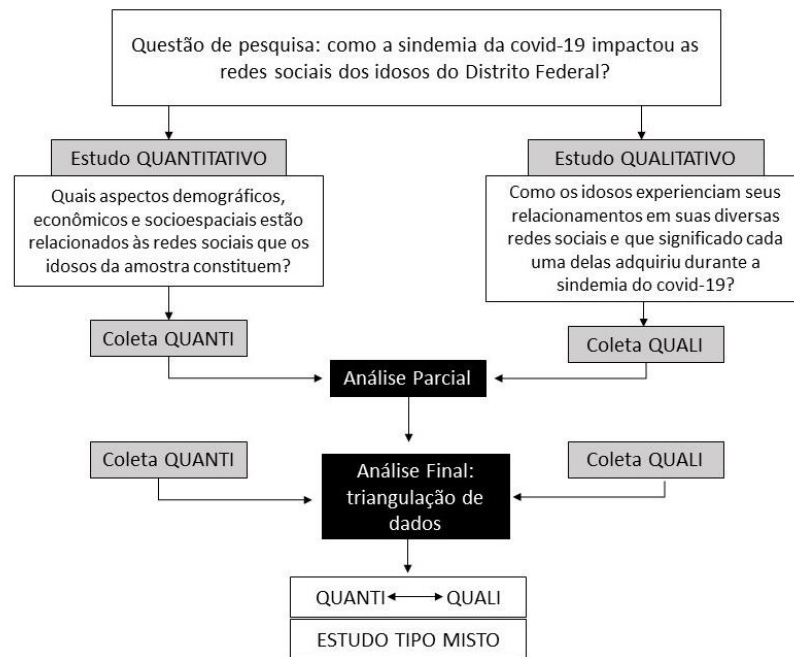 Questão de pesquisa: como a sindemia da covid-19 impactou as
redes sociais dos idosos do Distrito Federal?
Estudo QUANTITATIVO
Quais aspectos demográficos,
econômicos e socioespaciais estão
relacionados às redes sociais que os
idosos da amostra constituem?
Estudo QUALITATIVO
Como os idosos experienciam seus
relacionamentos em suas diversas
redes sociais e que significado cada
uma delas adquiriu durante a
sindemia do covid-19?
Coleta QUANTI
Coleta QUALI
Análise Parcial
Coleta QUANTI
Coleta QUALI
Análise Final:
triangulação de
dados
QUANTI QUALI
ESTUDO TIPO MISTO